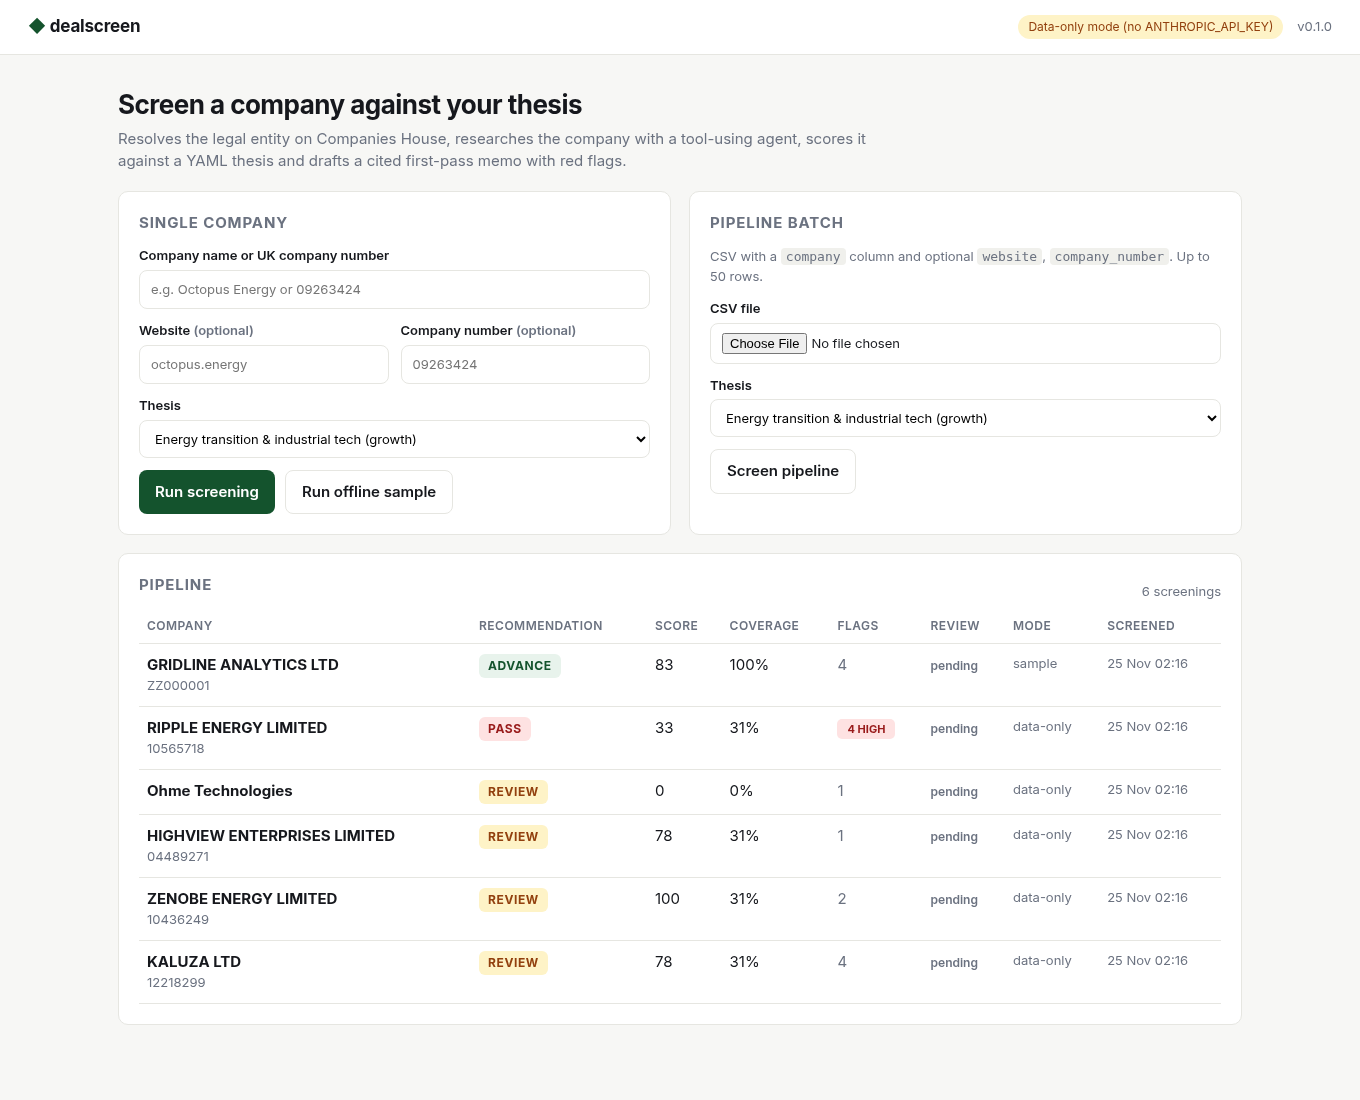 dealscreen
Data-only mode (no ANTHROPIC_API_KEY) v0.1.0
Screen a company against your thesis
Resolves the legal entity on Companies House, researches the company with a tool-using agent, scores it
against a YAML thesis and drafts a cited first-pass memo with red flags.
SINGLE COMPANY
Company name or UK company number
e.g. Octopus Energy or 09263424
Website (optional) Company number (optional)
octopus.energy 09263424
Thesis
Energy transition & industrial tech (growth)
Run screening Run offline sample
PIPELINE BATCH
CSV with a company column and optional website, company_number. Up to
50 rows.
CSV file
Choose File No file chosen
Thesis
Energy transition & industrial tech (growth)
Screen pipeline
PIPELINE
6 screenings
COMPANY RECOMMENDATION SCORE COVERAGE FLAGS REVIEW MODE SCREENED
GRIDLINE ANALYTICS LTD ADVANCE 83 100% 4 pending sample 25 Nov 02:16
ZZ000001
RIPPLE ENERGY LIMITED PASS 33 31% 4 HIGH pending data-only 25 Nov 02:16
10565718
Ohme Technologies REVIEW 0 0% 1 pending data-only 25 Nov 02:16
HIGHVIEW ENTERPRISES LIMITED REVIEW 78 31% 1 pending data-only 25 Nov 02:16
04489271
ZENOBE ENERGY LIMITED REVIEW 100 31% 2 pending data-only 25 Nov 02:16
10436249
KALUZA LTD REVIEW 78 31% 4 pending data-only 25 Nov 02:16
12218299